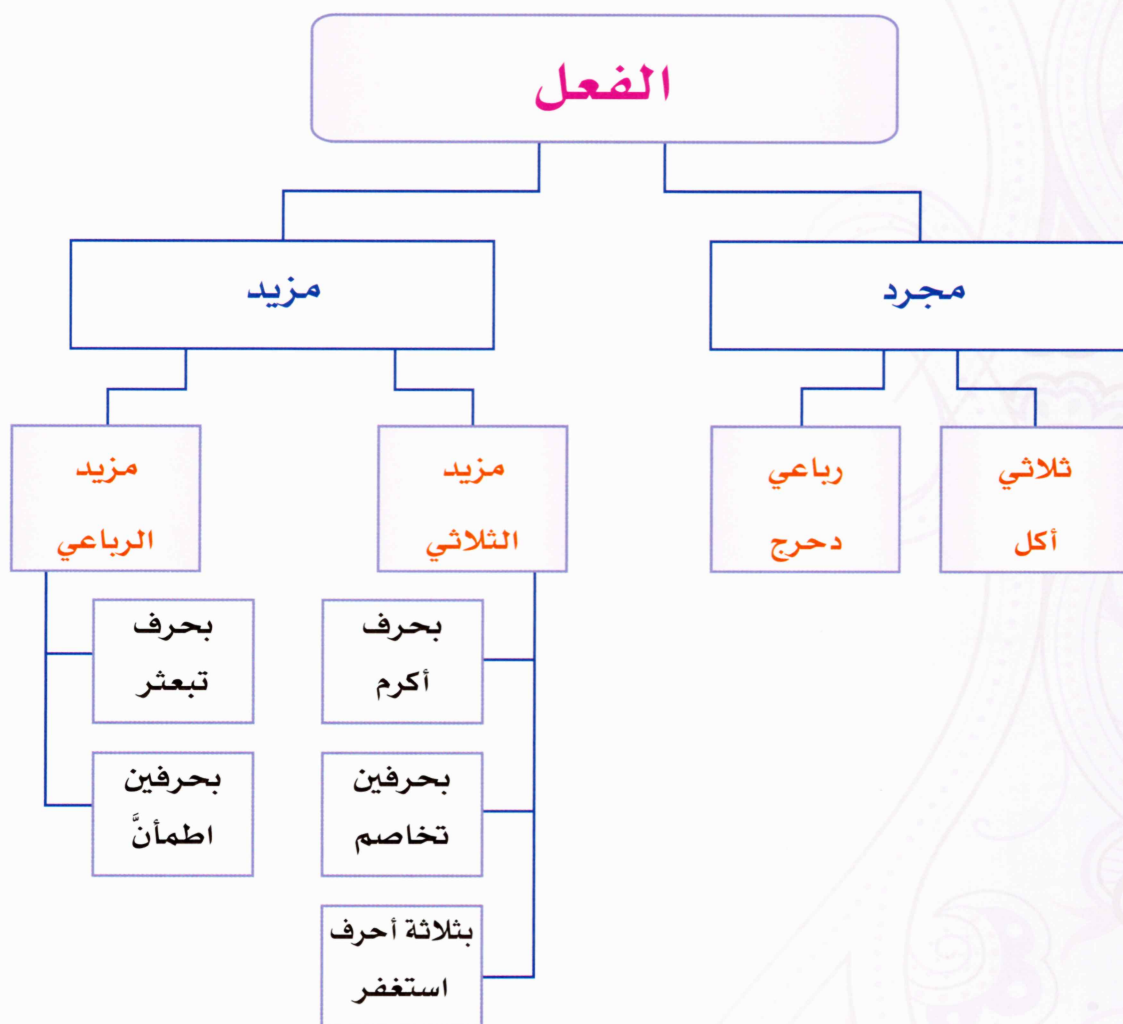 الفعل
مجرد
مزيد
ثلاثي
أكل
رباعي
دحرج
مزيد
الثلاثي
مزيد
الرباعي
بحرف
أكرم
بحرفين
تخاصم
بثلاثة أحرف
استغفر
بحرف
تبعثر
بحرفين
اطمأنَّ